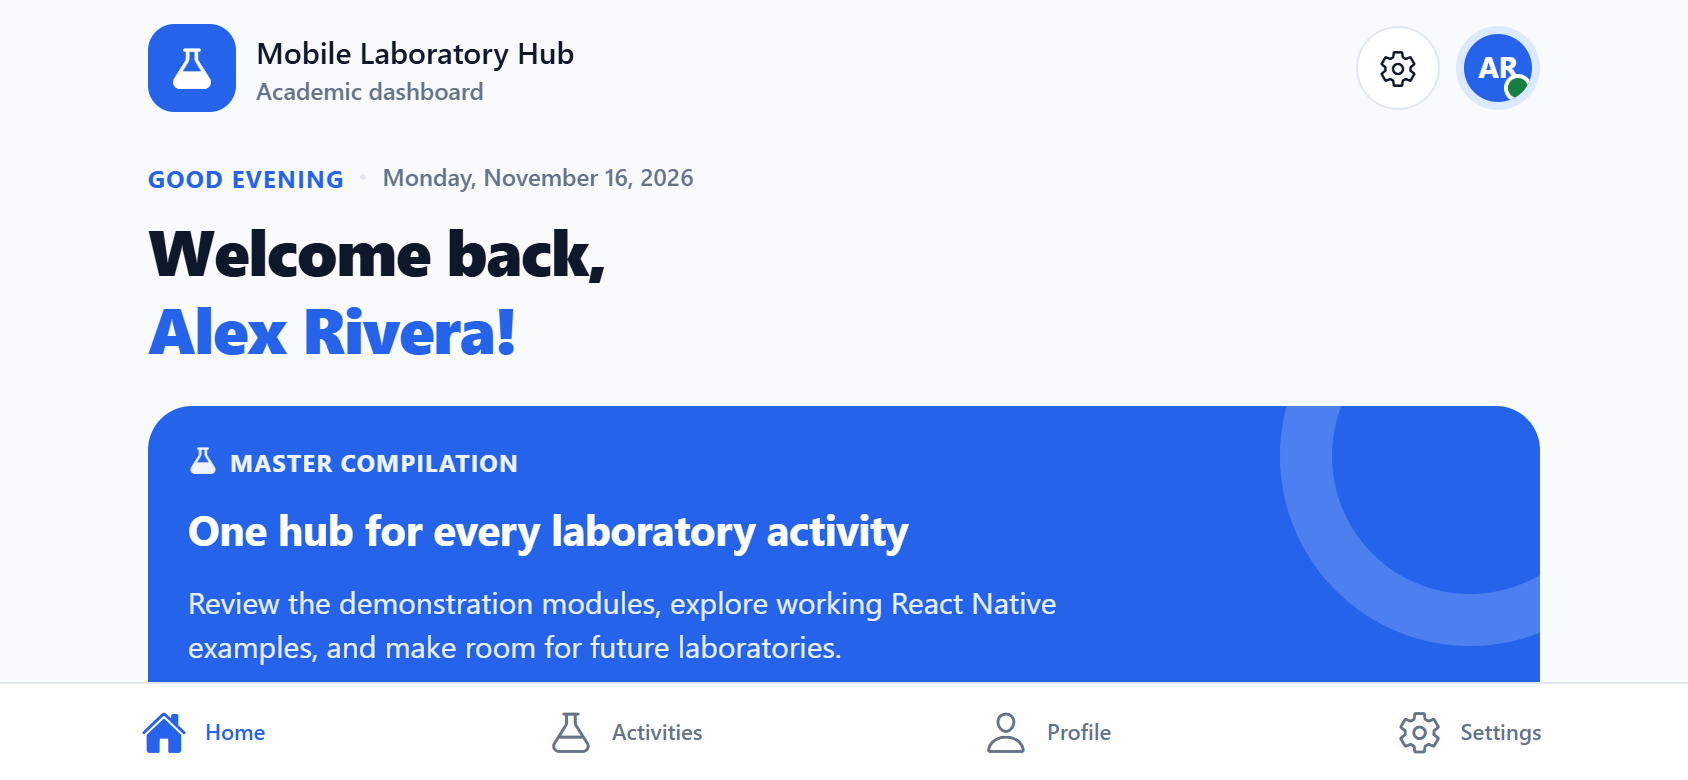 Mobile Laboratory Hub
Academic dashboard
AR
GOOD EVENING • Monday, November 16, 2026
Welcome back,
Alex Rivera!
MASTER COMPILATION
One hub for every laboratory activity
Review the demonstration modules, explore working React Native
examples, and make room for future laboratories.
Home
Activities
Profile
Settings